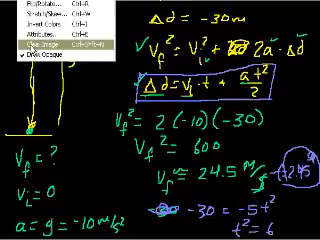 Flip/Rotate... Ctrl+R
Stretch/Skew...
Invert Colors Ctrl+I
Attributes... Ctrl+E
Clear Image Ctrl+Shft+N
✓ Draw Opaque
Δd = -30m
Vf² = Vi² + 2a·Δd
Δd = Vi·t + at²/2
Vf² = 2(-10)(-30)
Vf² = 600
Vf ≈ 24.5 m/s
Vf = ?
Vi = 0
a = g = -10 m/s²
-30 = -5t²
t² = 6